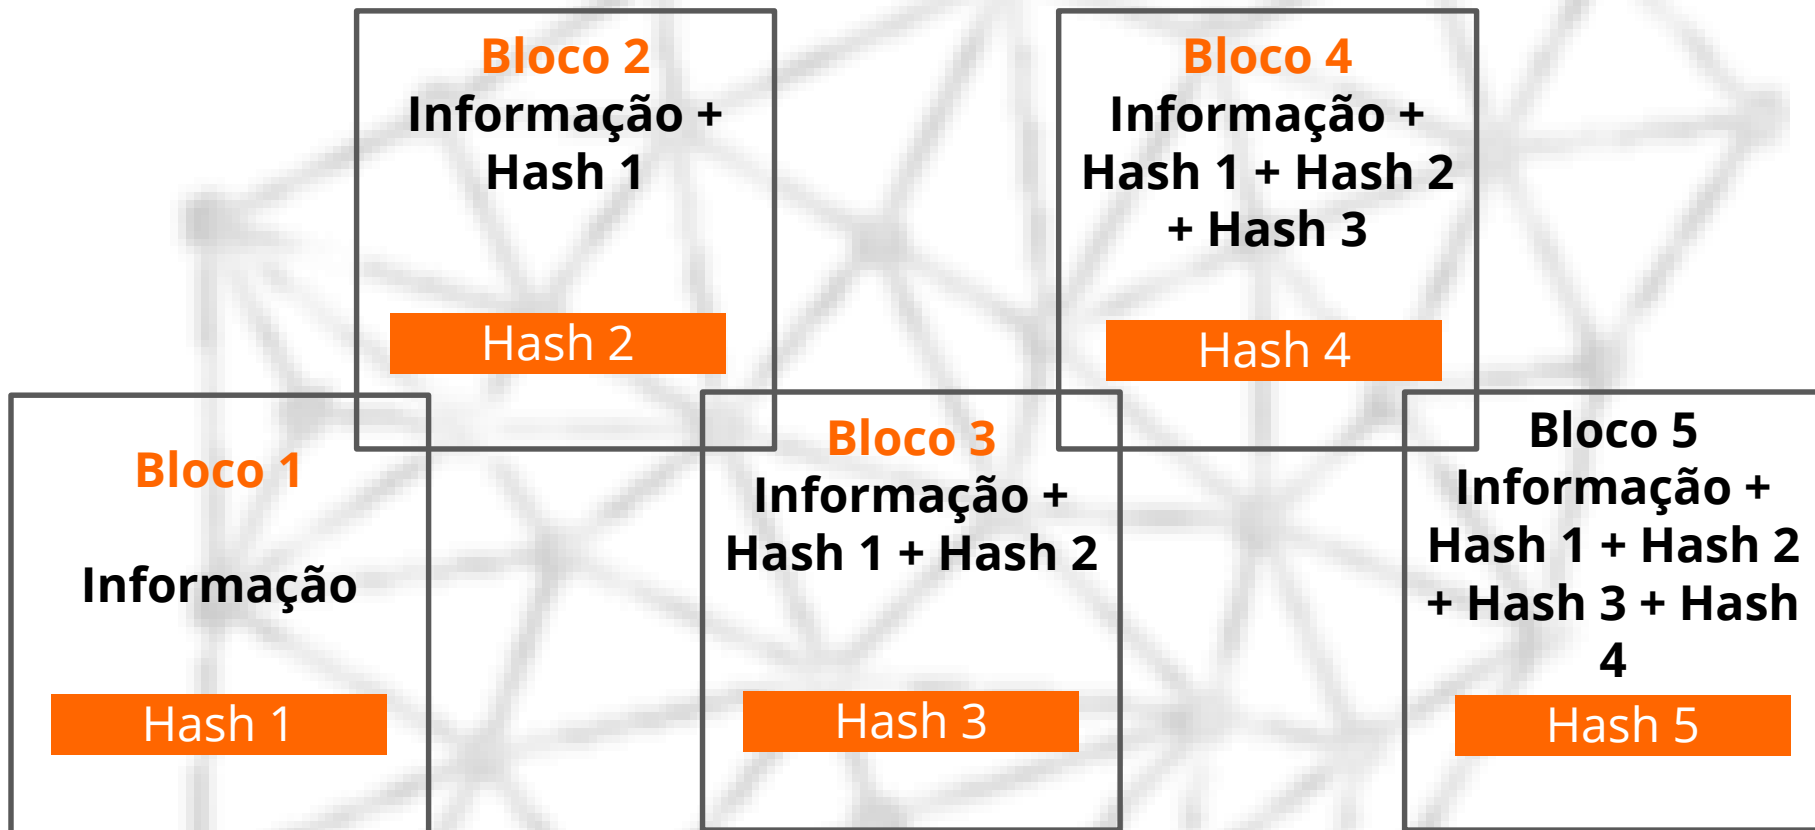 Bloco 1
Informação
Hash 1
Bloco 2
Informação +
Hash 1
Hash 2
Bloco 3
Informação +
Hash 1 + Hash 2
Hash 3
Bloco 4
Informação +
Hash 1 + Hash 2
+ Hash 3
Hash 4
Bloco 5
Informação +
Hash 1 + Hash 2
+ Hash 3 + Hash
4
Hash 5